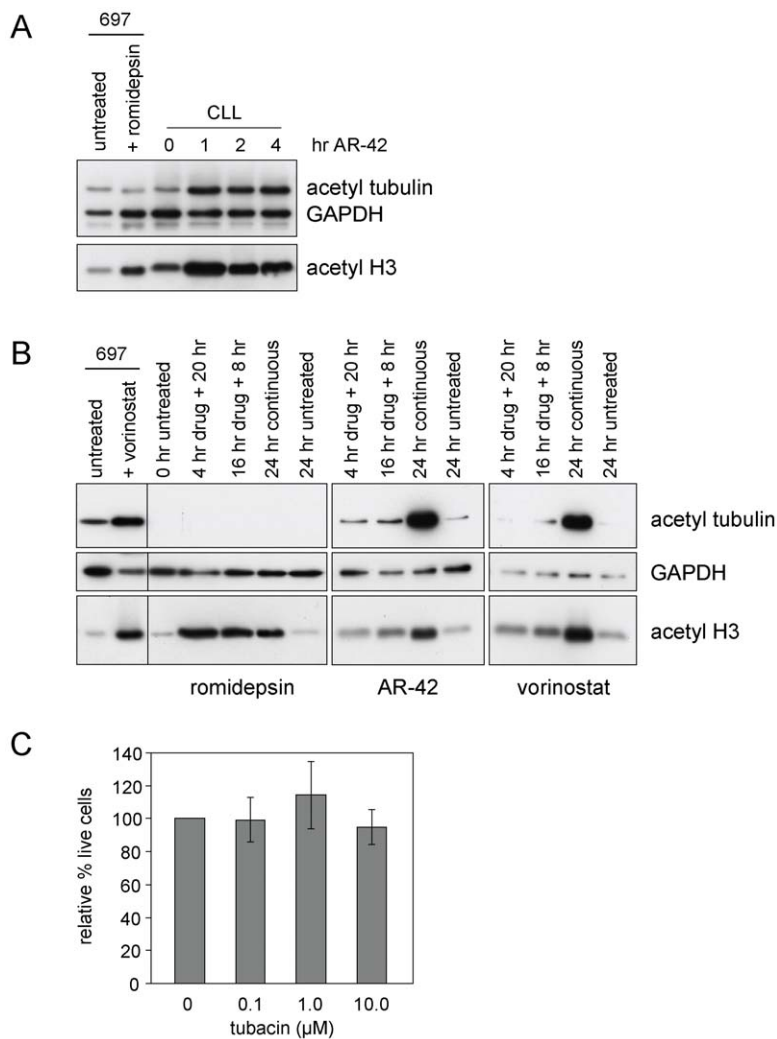 A
697
untreated
+ romidepsin
CLL
0 1 2 4 hr AR-42
acetyl tubulin
GAPDH
acetyl H3
B
697
untreated
+ vorinostat
0 hr untreated
4 hr drug + 20 hr
16 hr drug + 8 hr
24 hr continuous
24 hr untreated
4 hr drug + 20 hr
16 hr drug + 8 hr
24 hr continuous
24 hr untreated
4 hr drug + 20 hr
16 hr drug + 8 hr
24 hr continuous
24 hr untreated
acetyl tubulin
GAPDH
acetyl H3
romidepsin AR-42 vorinostat
C
relative % live cells
140
120
100
80
60
40
20
0
0 0.1 1.0 10.0
tubacin (µM)